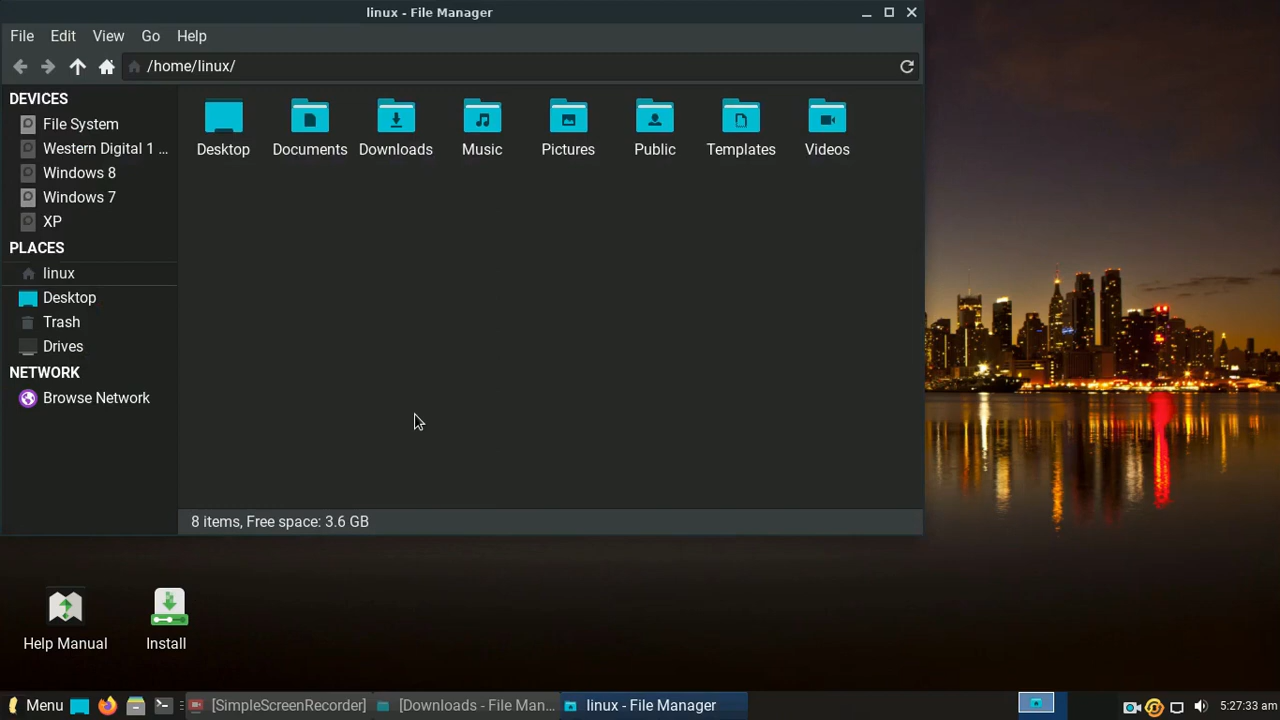 linux - File Manager
File Edit View Go Help
/home/linux/
DEVICES
File System
Western Digital 1 ...
Windows 8
Windows 7
XP
PLACES
linux
Desktop
Trash
Drives
NETWORK
Browse Network
Desktop Documents Downloads Music Pictures Public Templates Videos
8 items, Free space: 3.6 GB
Help Manual
Install
Menu [SimpleScreenRecorder] [Downloads - File Man... linux - File Manager 5:27:33 am